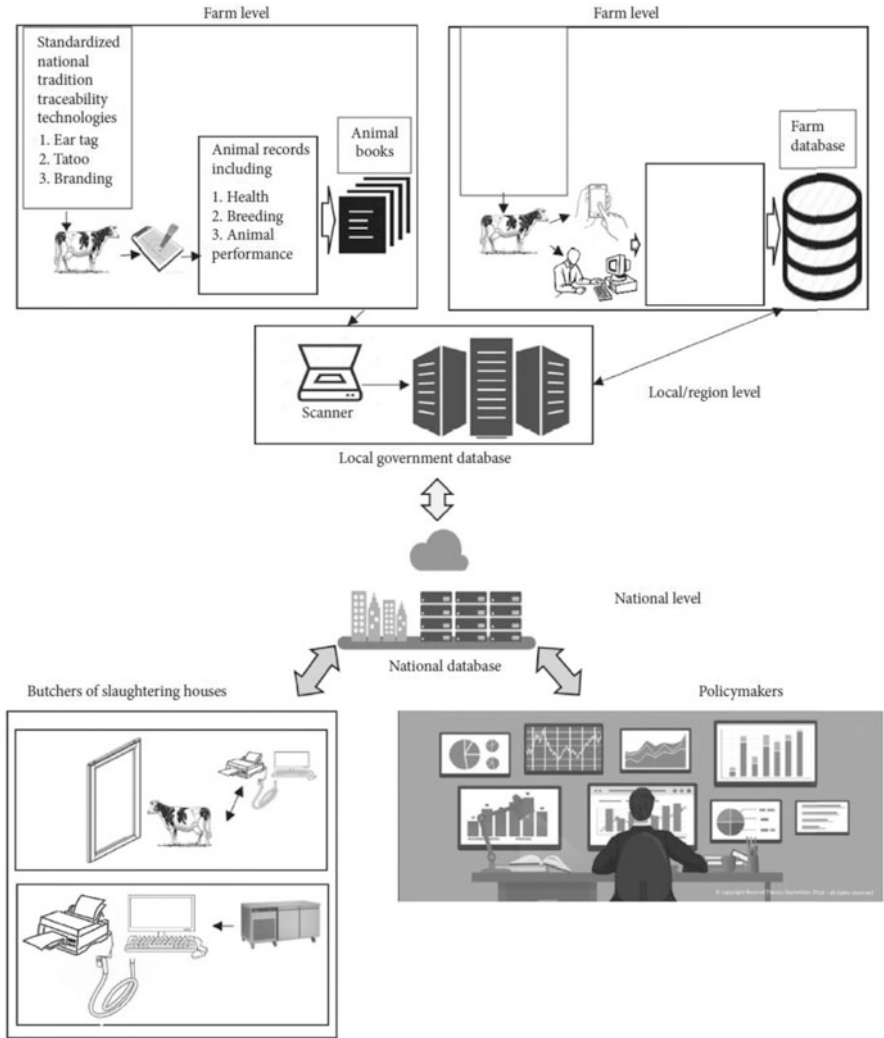 Farm level
Standardized
national
tradition
traceability
technologies
1. Ear tag
2. Tatoo
3. Branding
Animal records
including
1. Health
2. Breeding
3. Animal
performance
Animal
books
Farm level
Farm
database
Scanner
Local government database
Local/region level
National level
National database
Butchers of slaughtering houses
Policymakers